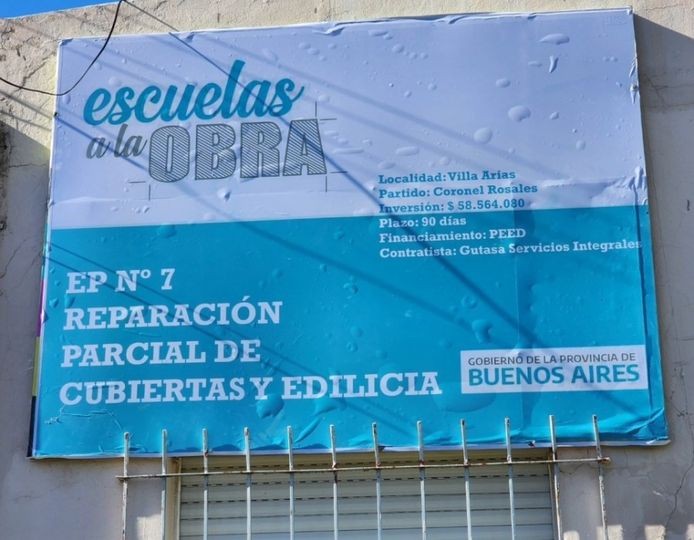 escuelas
a la OBRA
Localidad: Villa Arias
Partido: Coronel Rosales
Inversión: $ 58.564.080
Plazo: 90 días
Financiamiento: PEED
Contratista: Gutasa Servicios Integrales
EP Nº 7
REPARACIÓN
PARCIAL DE
CUBIERTAS Y EDILICIA
GOBIERNO DE LA PROVINCIA DE
BUENOS AIRES